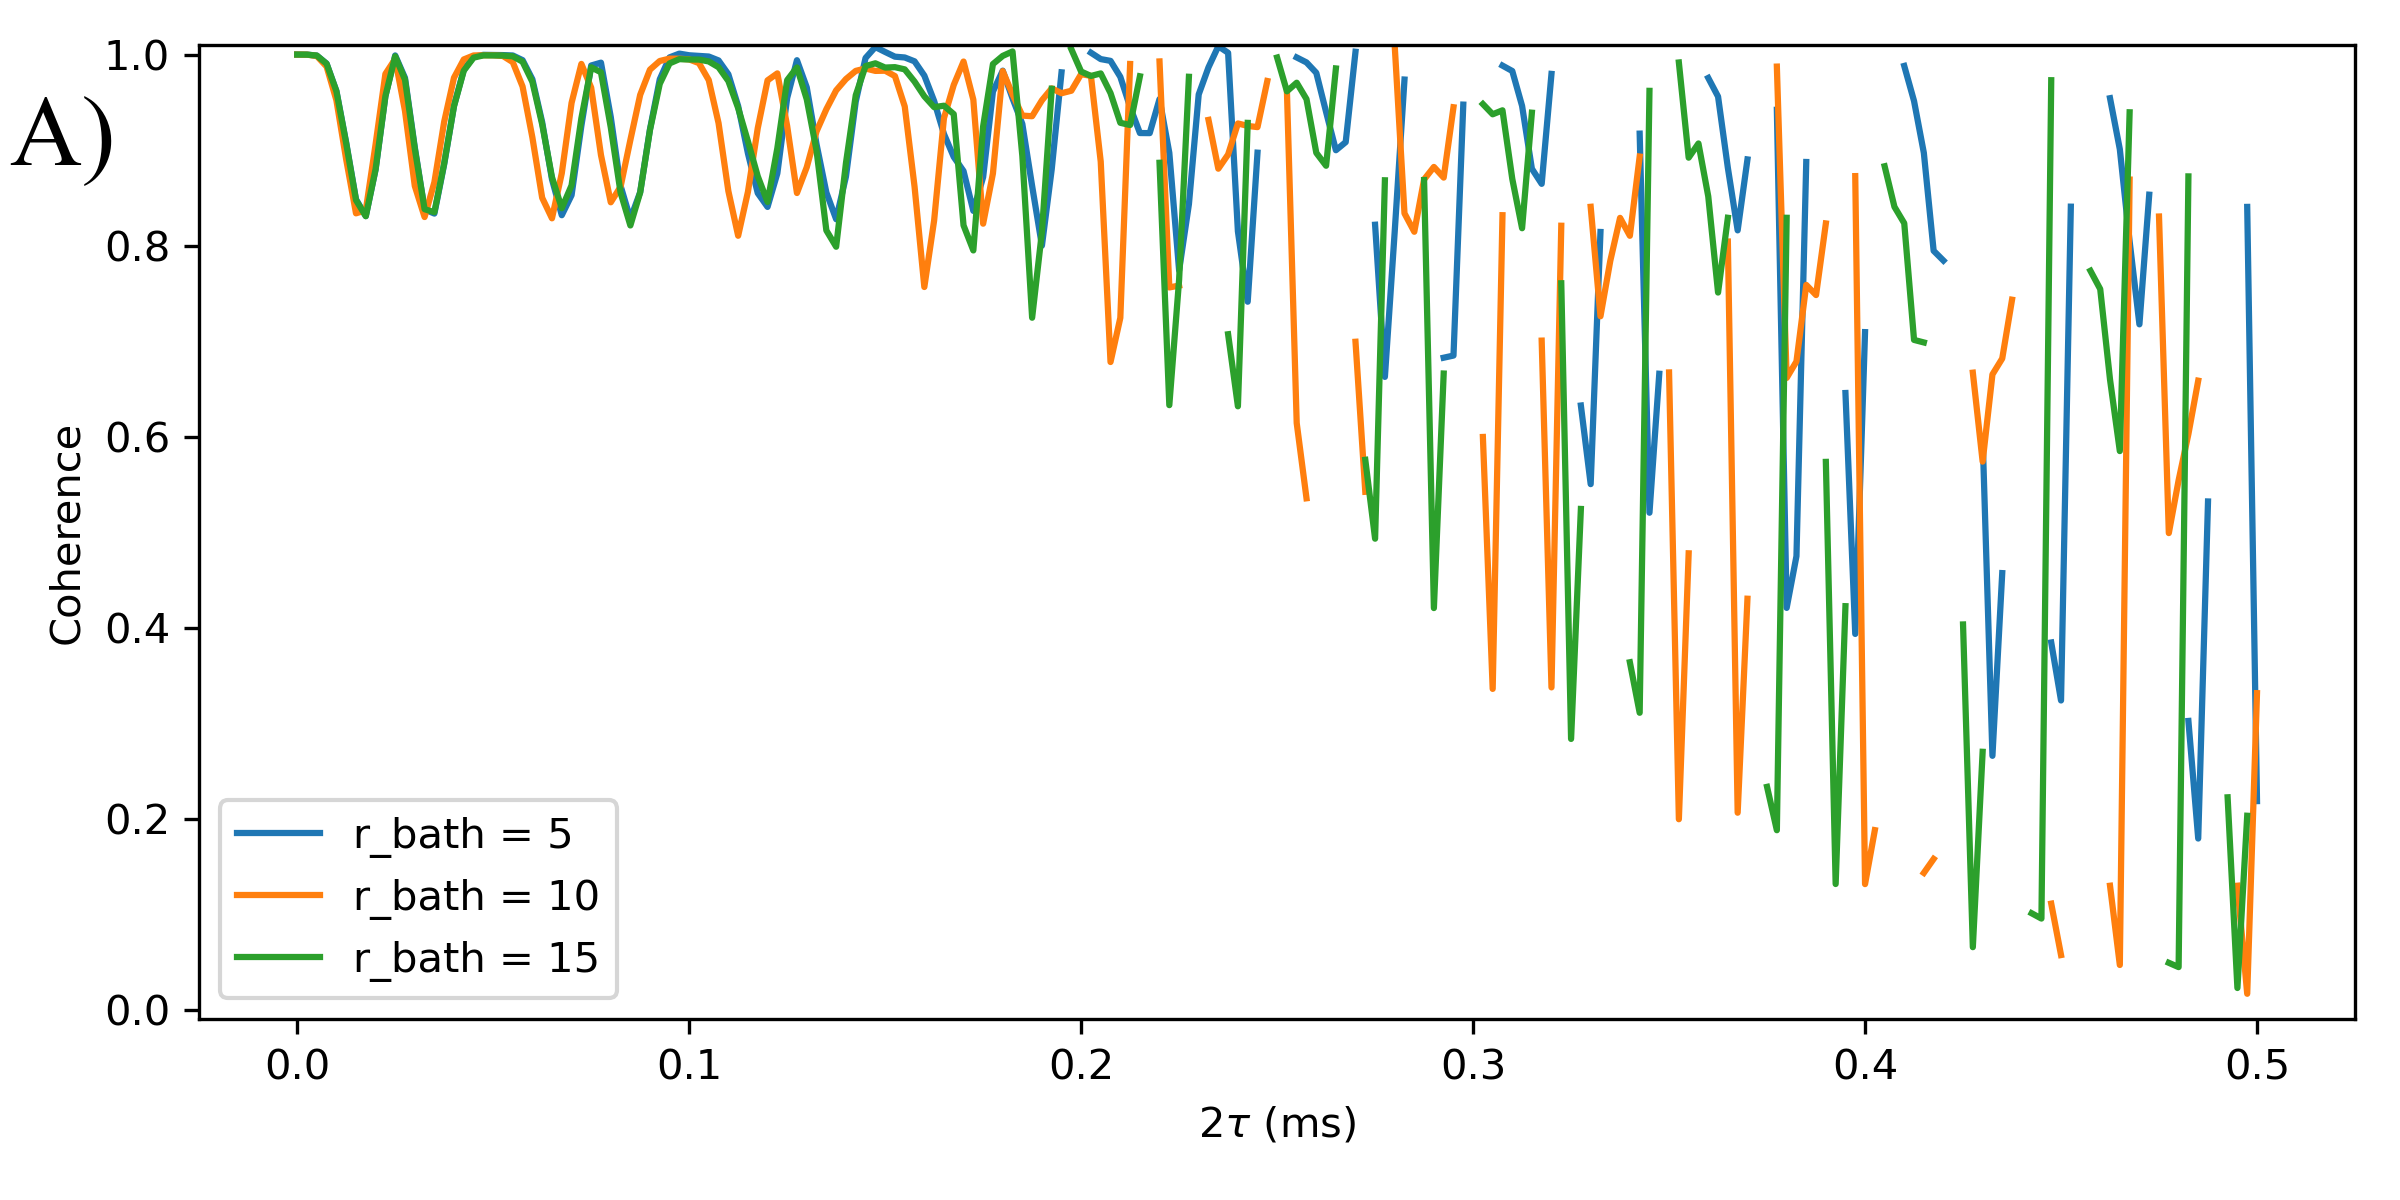 A)
Coherence
1.0
0.8
0.6
0.4
0.2
0.0
r_bath = 5
r_bath = 10
r_bath = 15
0.0 0.1 0.2 0.3 0.4 0.5
2τ (ms)